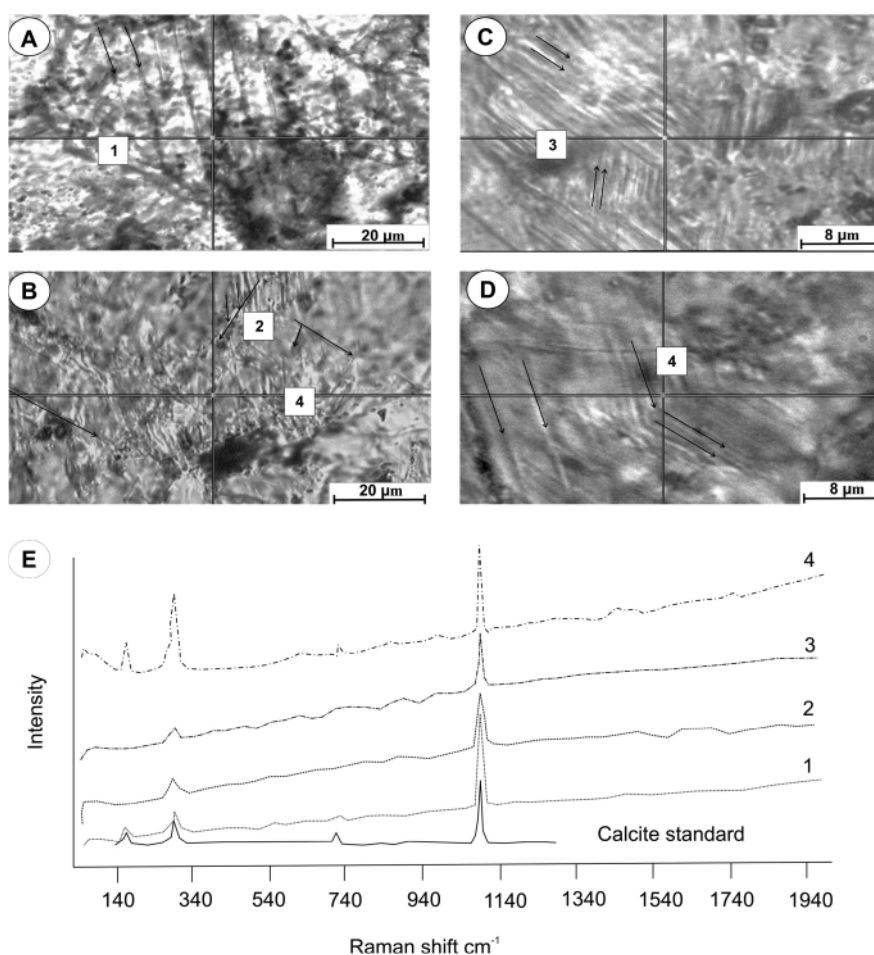 A
1
20 µm
C
3
8 µm
B
2
4
20 µm
D
4
8 µm
E
4
3
2
1
Calcite standard
Intensity
140 340 540 740 940 1140 1340 1540 1740 1940
Raman shift cm⁻¹